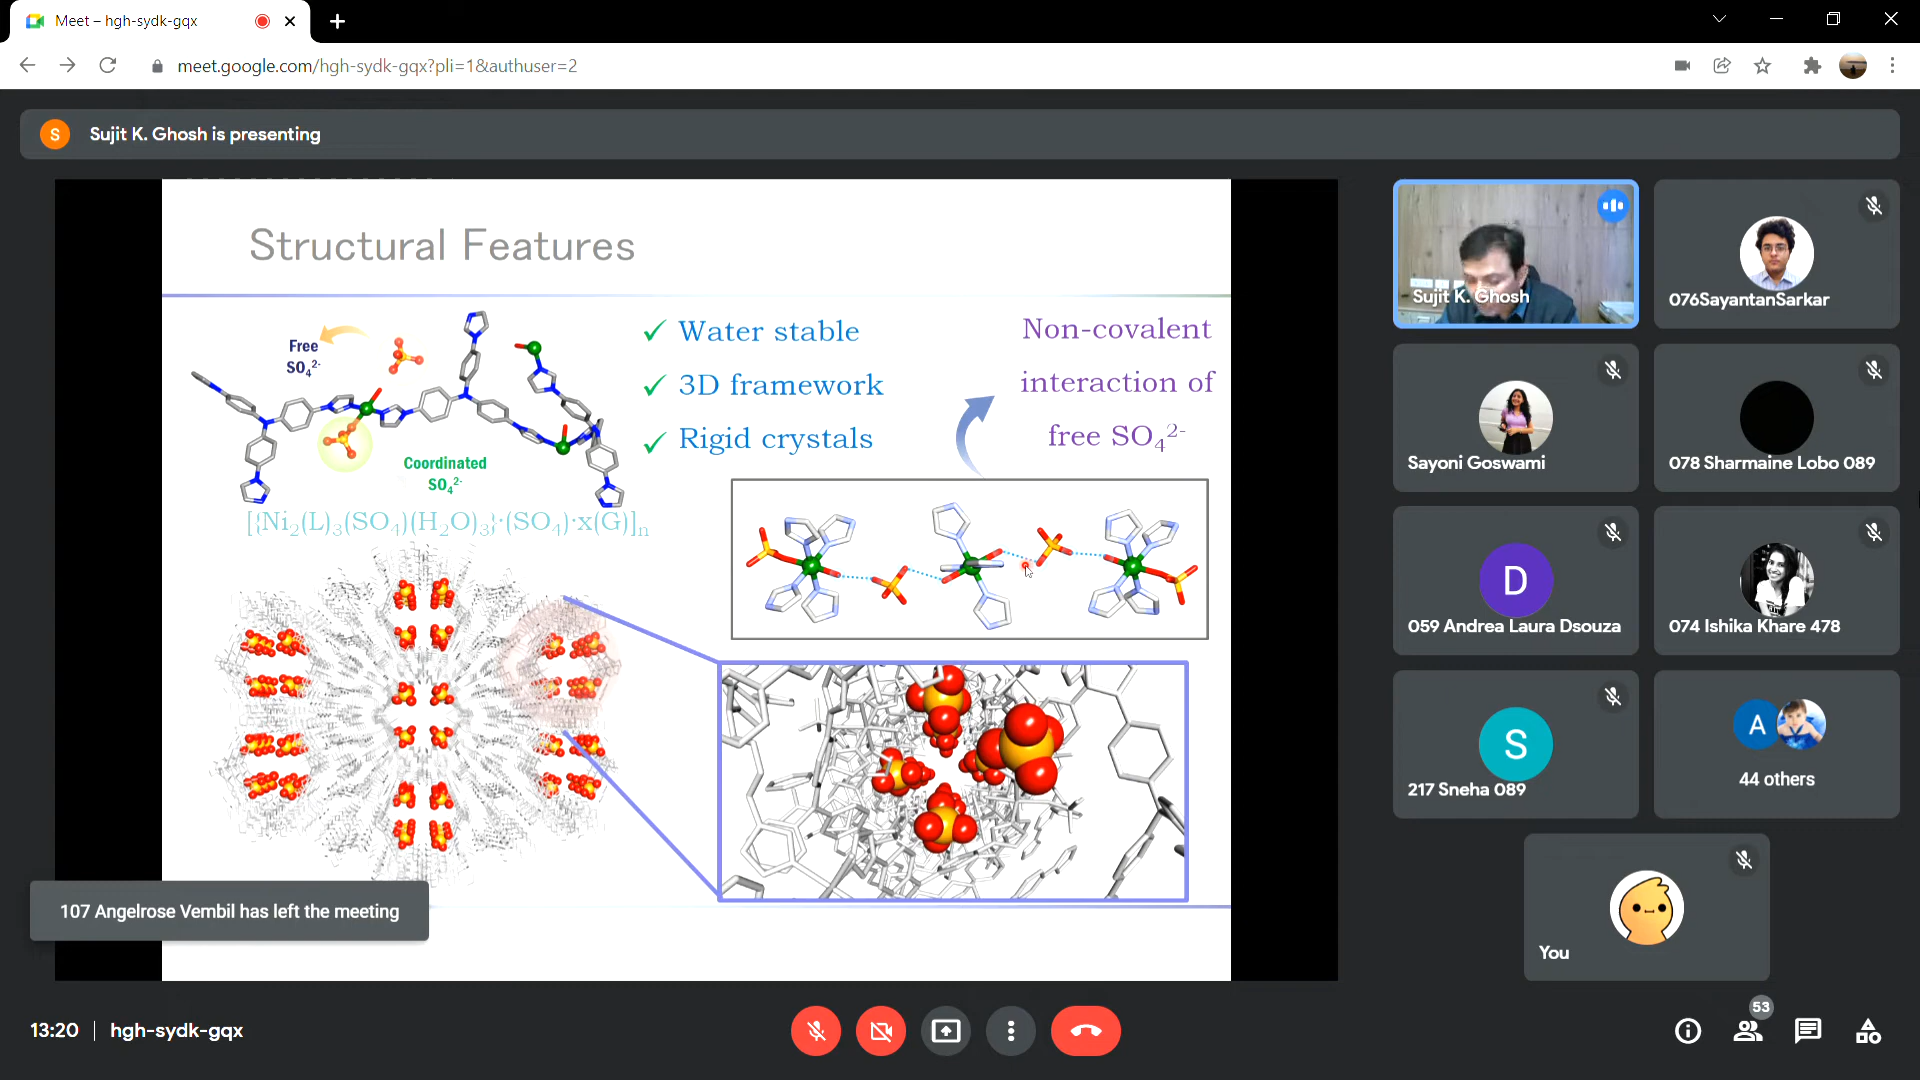 Meet – hgh-sydk-gqx
meet.google.com/hgh-sydk-gqx?pli=1&authuser=2
S
Sujit K. Ghosh is presenting
Structural Features
Free
SO₄²⁻
Coordinated
SO₄²⁻
[{Ni₂(L)₃(SO₄)(H₂O)₃}·(SO₄)·x(G)]ₙ
✓ Water stable
✓ 3D framework
✓ Rigid crystals
Non-covalent
interaction of
free SO₄²⁻
107 Angelrose Vembil has left the meeting
Sujit K. Ghosh
076SayantanSarkar
Sayoni Goswami
078 Sharmaine Lobo 089
D
059 Andrea Laura Dsouza
074 Ishika Khare 478
S
217 Sneha 089
A
44 others
You
13:20 | hgh-sydk-gqx
53